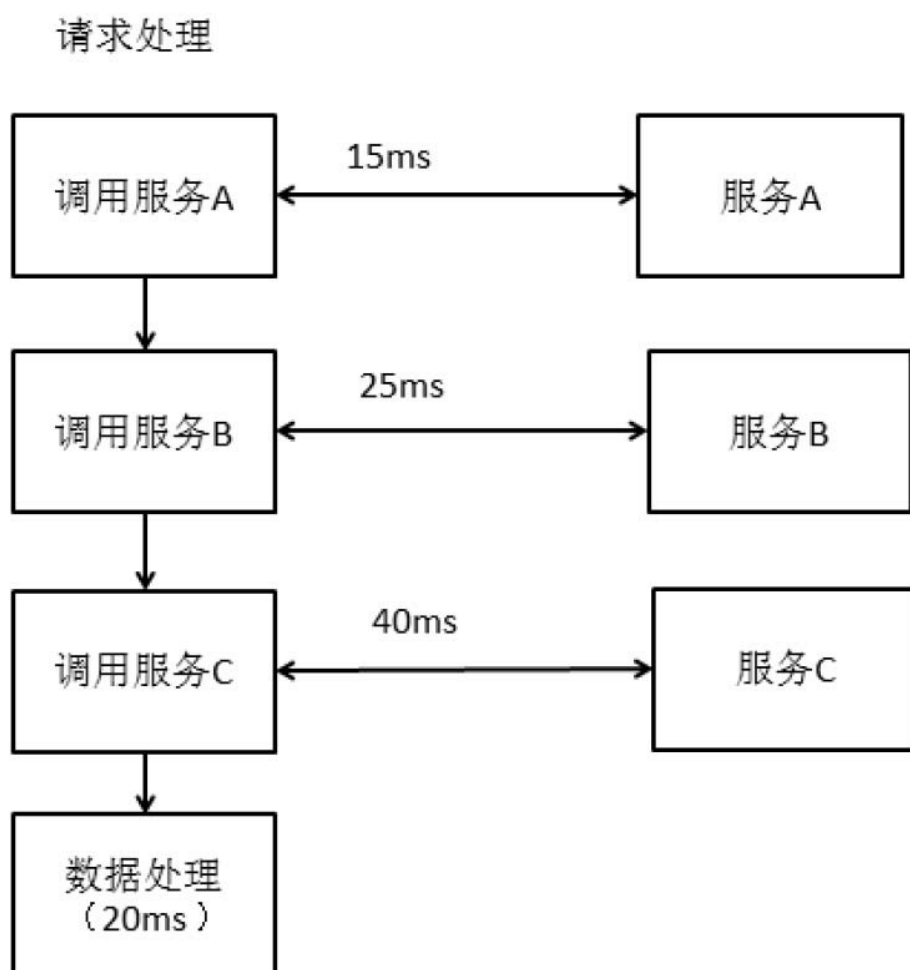 请求处理
调用服务A
15ms
服务A
调用服务B
25ms
服务B
调用服务C
40ms
服务C
数据处理
（20ms）